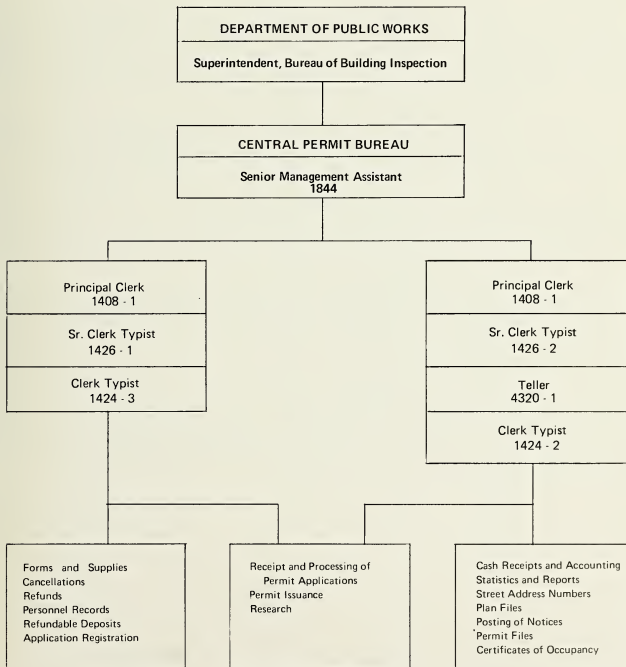 DEPARTMENT OF PUBLIC WORKS
Superintendent, Bureau of Building Inspection
CENTRAL PERMIT BUREAU
Senior Management Assistant
1844
Principal Clerk
1408 - 1
Sr. Clerk Typist
1426 - 1
Clerk Typist
1424 - 3
Principal Clerk
1408 - 1
Sr. Clerk Typist
1426 - 2
Teller
4320 - 1
Clerk Typist
1424 - 2
Forms and Supplies
Cancellations
Refunds
Personnel Records
Refundable Deposits
Application Registration
Receipt and Processing of
Permit Applications
Permit Issuance
Research
Cash Receipts and Accounting
Statistics and Reports
Street Address Numbers
Plan Files
Posting of Notices
Permit Files
Certificates of Occupancy